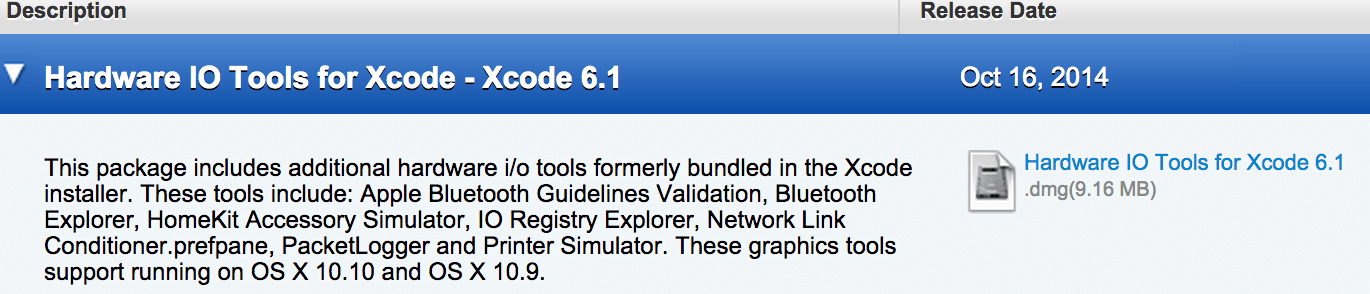 Description
Release Date
Hardware IO Tools for Xcode - Xcode 6.1
Oct 16, 2014
This package includes additional hardware i/o tools formerly bundled in the Xcode
installer. These tools include: Apple Bluetooth Guidelines Validation, Bluetooth
Explorer, HomeKit Accessory Simulator, IO Registry Explorer, Network Link
Conditioner.prefpane, PacketLogger and Printer Simulator. These graphics tools
support running on OS X 10.10 and OS X 10.9.
Hardware IO Tools for Xcode 6.1
.dmg(9.16 MB)